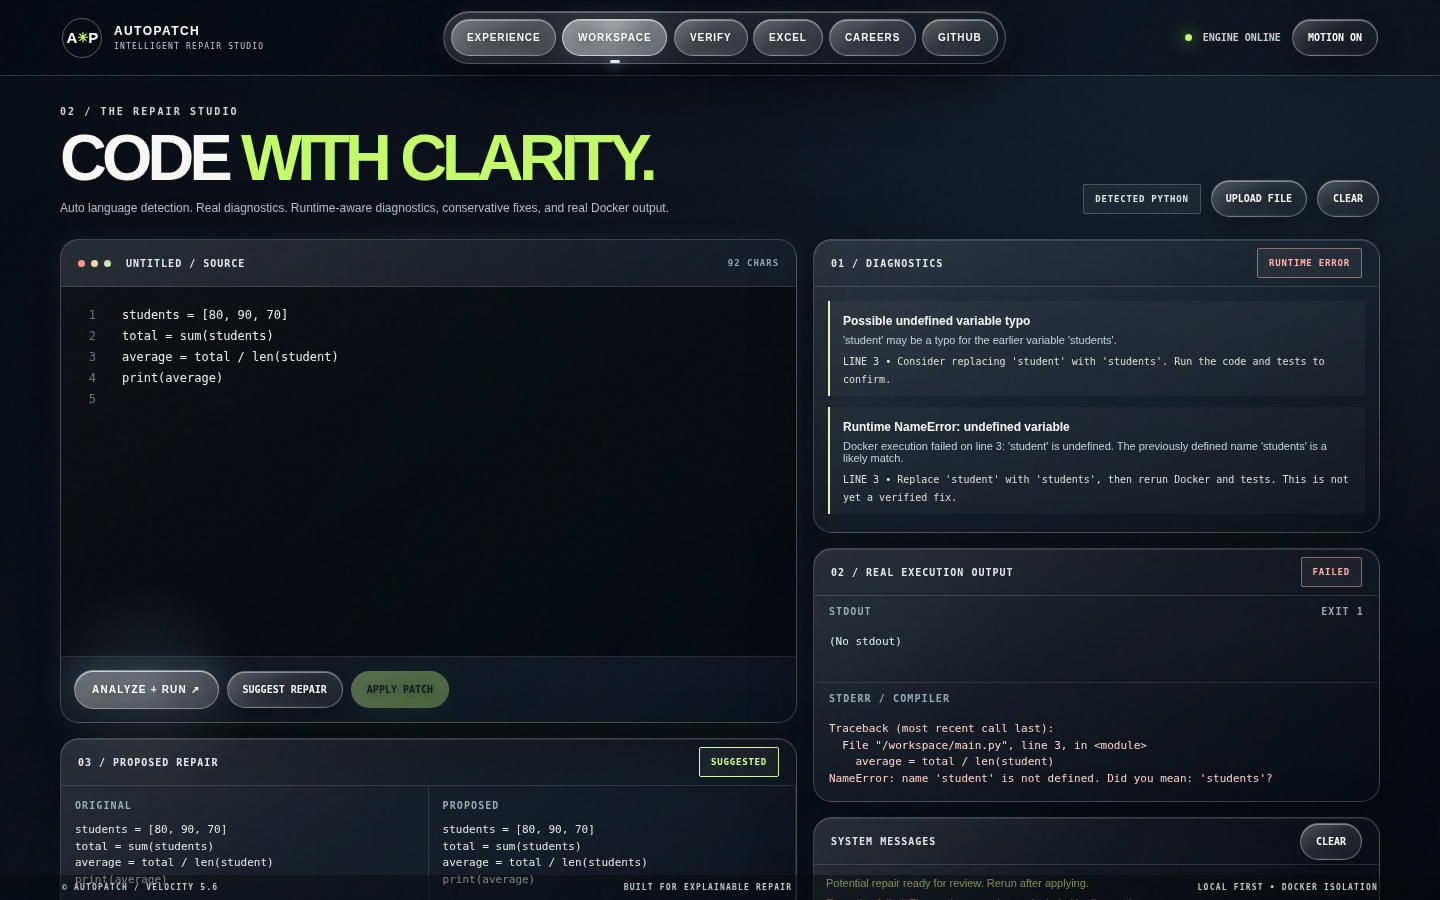 A✳P
AUTOPATCH
INTELLIGENT REPAIR STUDIO
EXPERIENCE
WORKSPACE
VERIFY
EXCEL
CAREERS
GITHUB
ENGINE ONLINE
MOTION ON
02 / THE REPAIR STUDIO
CODE WITH CLARITY.
Auto language detection. Real diagnostics. Runtime-aware diagnostics, conservative fixes, and real Docker output.
DETECTED PYTHON
UPLOAD FILE
CLEAR
UNTITLED / SOURCE
92 CHARS
1 students = [80, 90, 70]
2 total = sum(students)
3 average = total / len(student)
4 print(average)
5
ANALYZE + RUN ↗
SUGGEST REPAIR
APPLY PATCH
01 / DIAGNOSTICS
RUNTIME ERROR
Possible undefined variable typo
'student' may be a typo for the earlier variable 'students'.
LINE 3 • Consider replacing 'student' with 'students'. Run the code and tests to
confirm.
Runtime NameError: undefined variable
Docker execution failed on line 3: 'student' is undefined. The previously defined name 'students' is a
likely match.
LINE 3 • Replace 'student' with 'students', then rerun Docker and tests. This is not
yet a verified fix.
02 / REAL EXECUTION OUTPUT
FAILED
STDOUT
EXIT 1
(No stdout)
STDERR / COMPILER
Traceback (most recent call last):
File "/workspace/main.py", line 3, in <module>
average = total / len(student)
NameError: name 'student' is not defined. Did you mean: 'students'?
03 / PROPOSED REPAIR
SUGGESTED
ORIGINAL
students = [80, 90, 70]
total = sum(students)
average = total / len(student)
print(average)
PROPOSED
students = [80, 90, 70]
total = sum(students)
average = total / len(students)
print(average)
SYSTEM MESSAGES
CLEAR
Potential repair ready for review. Rerun after applying.
© AUTOPATCH / VELOCITY 5.6
BUILT FOR EXPLAINABLE REPAIR
LOCAL FIRST • DOCKER ISOLATION